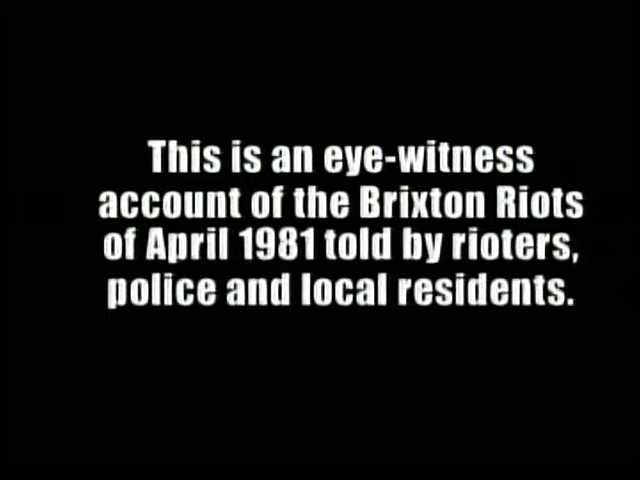 This is an eye-witness
account of the Brixton Riots
of April 1981 told by rioters,
police and local residents.